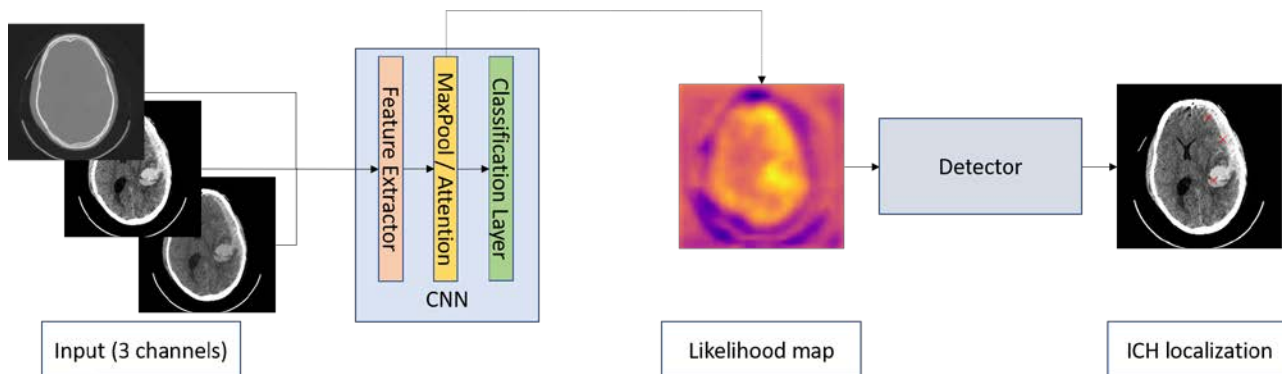 Feature Extractor
MaxPool / Attention
Classification Layer
CNN
Detector
Input (3 channels)
Likelihood map
ICH localization